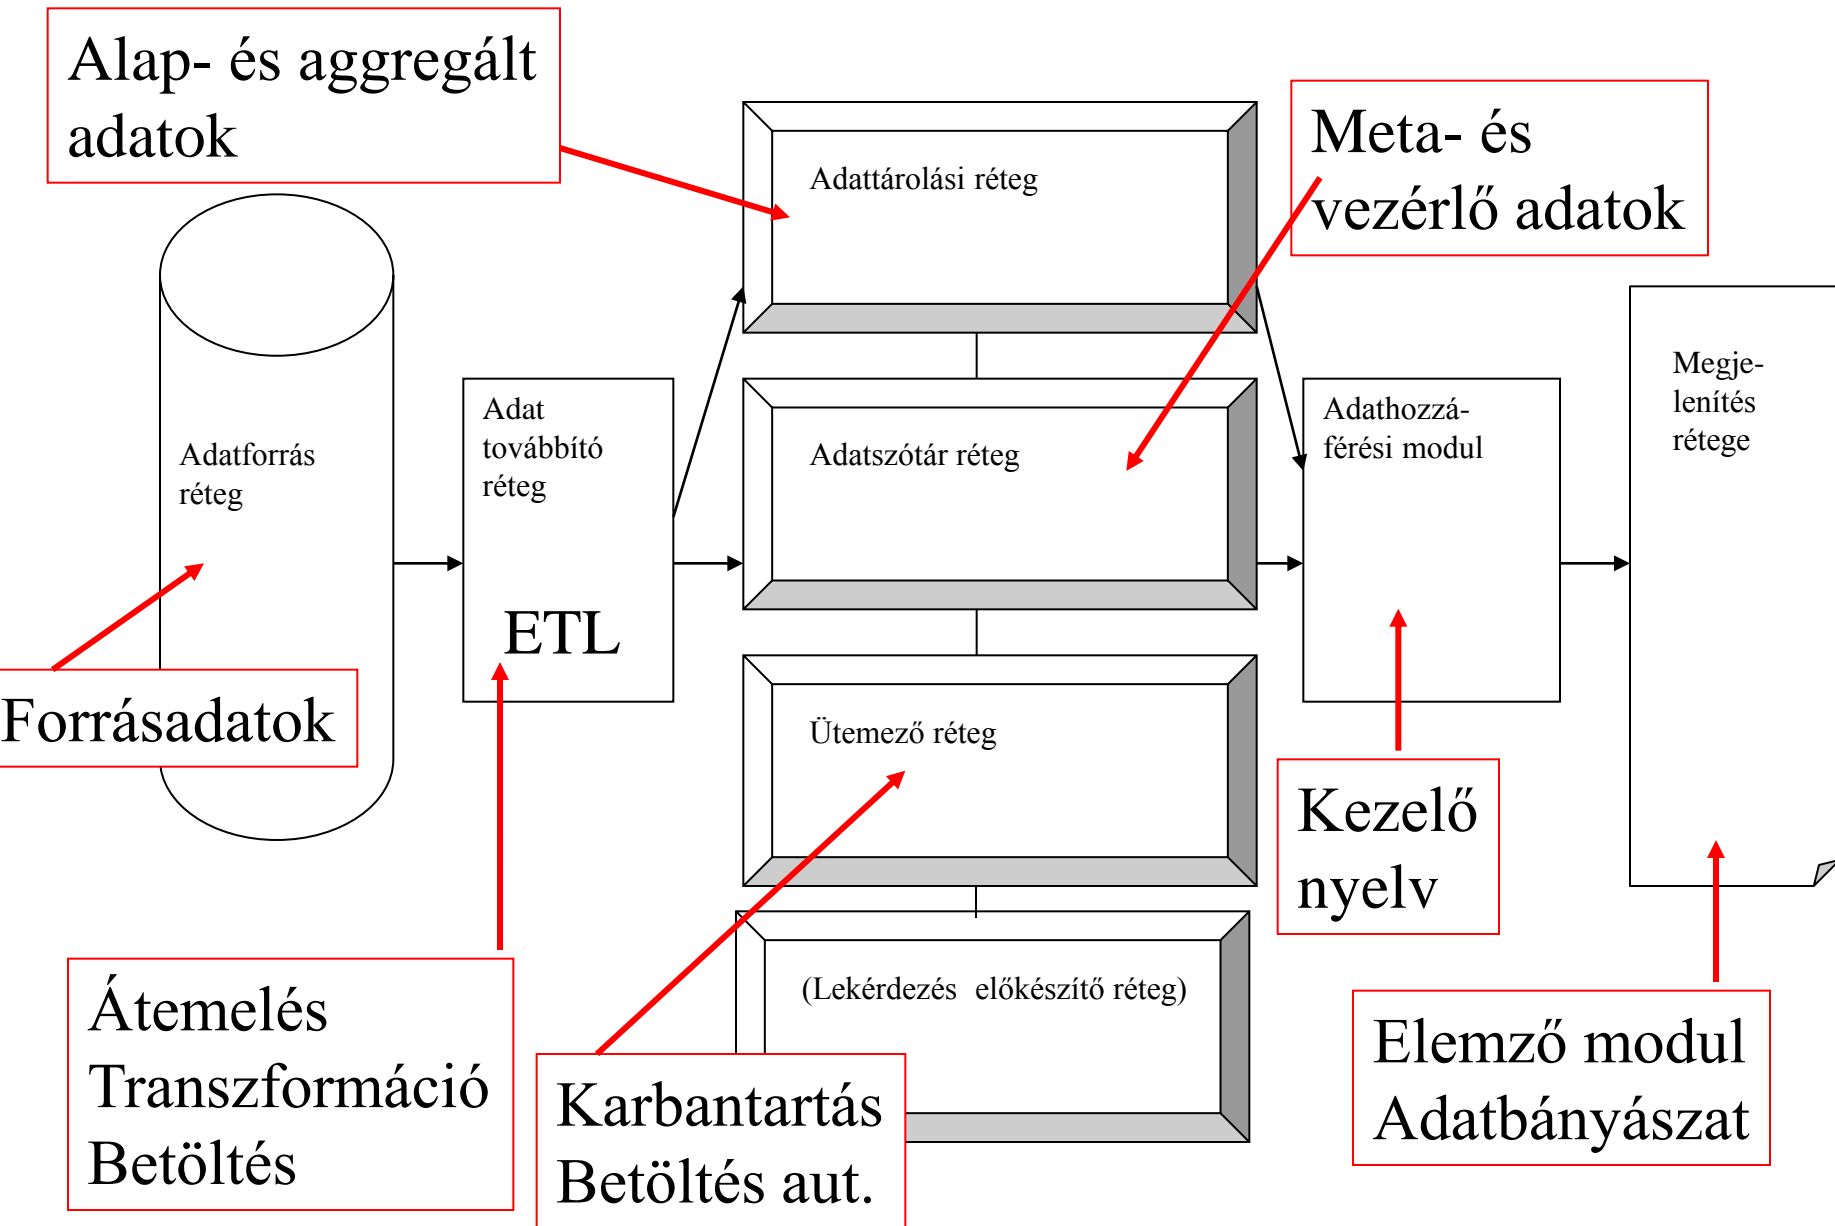 Alap- és aggregált
adatok
Adattárolási réteg
Meta- és
vezérlő adatok
Adatforrás
réteg
Adat
továbbító
réteg
ETL
Adatszótár réteg
Adathozzá-
férési modul
Megje-
lenítés
rétege
Forrásadatok
Ütemező réteg
Kezelő
nyelv
(Lekérdezés előkészítő réteg)
Átemelés
Transzformáció
Betöltés
Karbantartás
Betöltés aut.
Elemző modul
Adatbányászat